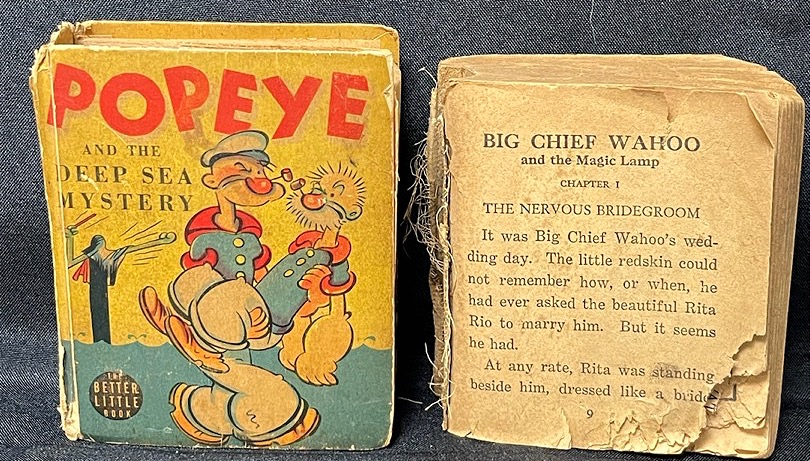 POPEYE
AND THE
DEEP SEA
MYSTERY
THE
BETTER
LITTLE
BOOK
BIG CHIEF WAHOO
and the Magic Lamp
CHAPTER I
THE NERVOUS BRIDEGROOM
It was Big Chief Wahoo's wed-
ding day. The little redskin could
not remember how, or when, he
had ever asked the beautiful Rita
Rio to marry him. But it seems
he had.
At any rate, Rita was standing
beside him, dressed like a bride
9